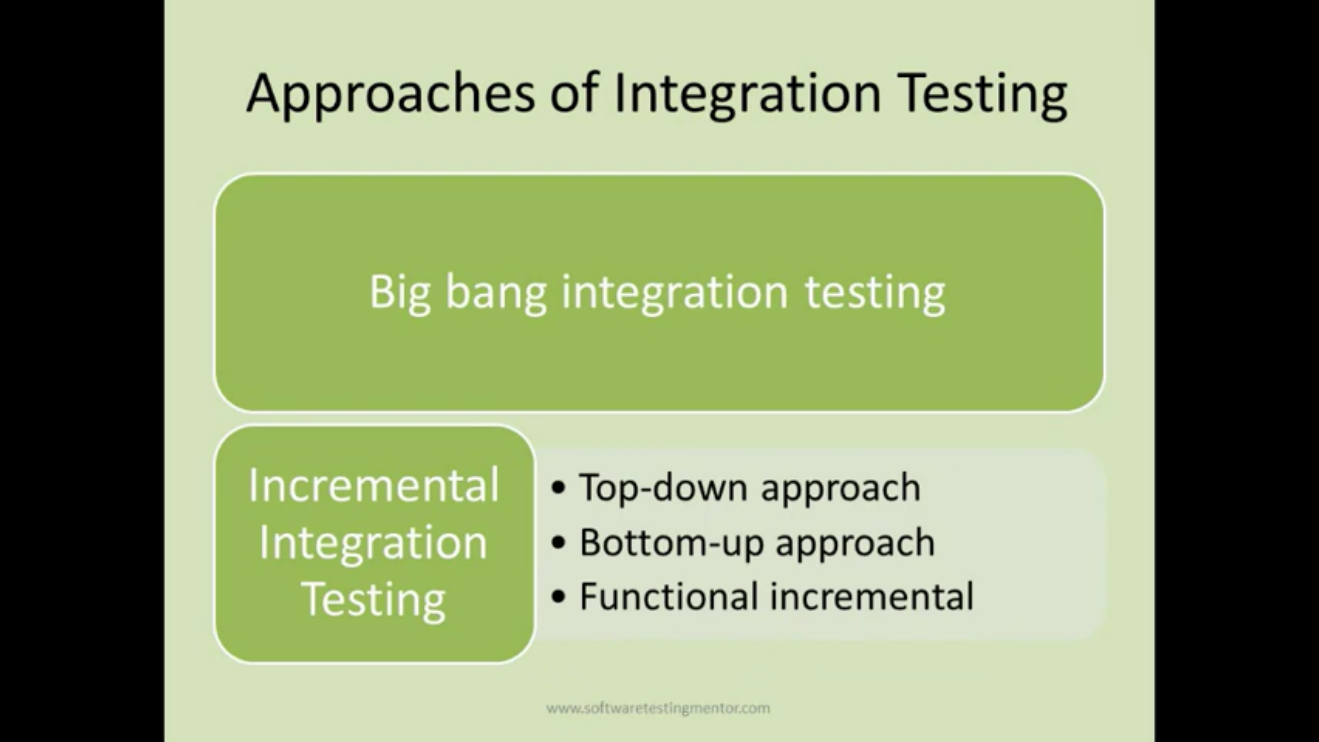 Approaches of Integration Testing
Big bang integration testing
Incremental
Integration
Testing
• Top-down approach
• Bottom-up approach
• Functional incremental
www.softwaretestingmentor.com